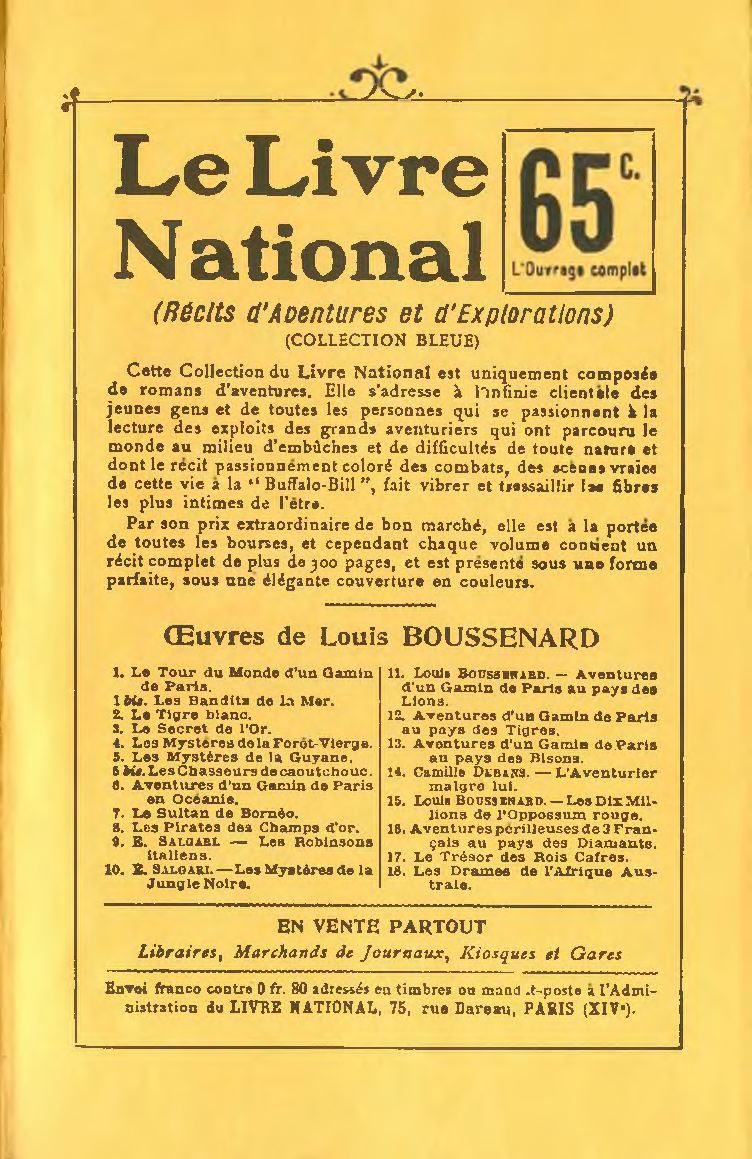 Le Livre
National
65 c.
L'Ouvrage complet
(Récits d'Aventures et d'Explorations)
(COLLECTION BLEUE)
Cette Collection du Livre National est uniquement composée
de romans d'aventures. Elle s'adresse à l'infinie clientèle des
jeunes gens et de toutes les personnes qui se passionnent à la
lecture des exploits des grands aventuriers qui ont parcouru le
monde au milieu d'embûches et de difficultés de toute nature et
dont le récit passionnément coloré des combats, des scènes vraies
de cette vie à la “ Buffalo-Bill ”, fait vibrer et tressaillir les fibres
les plus intimes de l'être.
Par son prix extraordinaire de bon marché, elle est à la portée
de toutes les bourses, et cependant chaque volume contient un
récit complet de plus de 300 pages, et est présenté sous une forme
parfaite, sous une élégante couverture en couleurs.
Œuvres de Louis BOUSSENARD
1. Le Tour du Monde d'un Gamin
de Paris.
1 bis. Les Bandits de la Mer.
2. Le Tigre blanc.
3. Le Secret de l'Or.
4. Les Mystères de la Forêt-Vierge.
5. Les Mystères de la Guyane.
5 bis. Les Chasseurs de caoutchouc.
6. Aventures d'un Gamin de Paris
en Océanie.
7. Le Sultan de Bornéo.
8. Les Pirates des Champs d'or.
9. E. SALGARI. — Les Robinsons
italiens.
10. E. SALGARI. — Les Mystères de la
Jungle Noire.
11. Louis BOUSSENARD. — Aventures
d'un Gamin de Paris au pays des
Lions.
12. Aventures d'un Gamin de Paris
au pays des Tigres.
13. Aventures d'un Gamin de Paris
au pays des Bisons.
14. Camille DEBANS. — L'Aventurier
malgré lui.
15. Louis BOUSSENARD. — Les Dix Mil-
lions de l'Oppossum rouge.
16. Aventures périlleuses de 3 Fran-
çais au pays des Diamants.
17. Le Trésor des Rois Cafres.
18. Les Drames de l'Afrique Aus-
trale.
EN VENTE PARTOUT
Libraires, Marchands de Journaux, Kiosques et Gares
Envoi franco contre 0 fr. 80 adressés en timbres ou mandat-poste à l'Admi-
nistration du LIVRE NATIONAL, 75, rue Dareau, PARIS (XIVe).